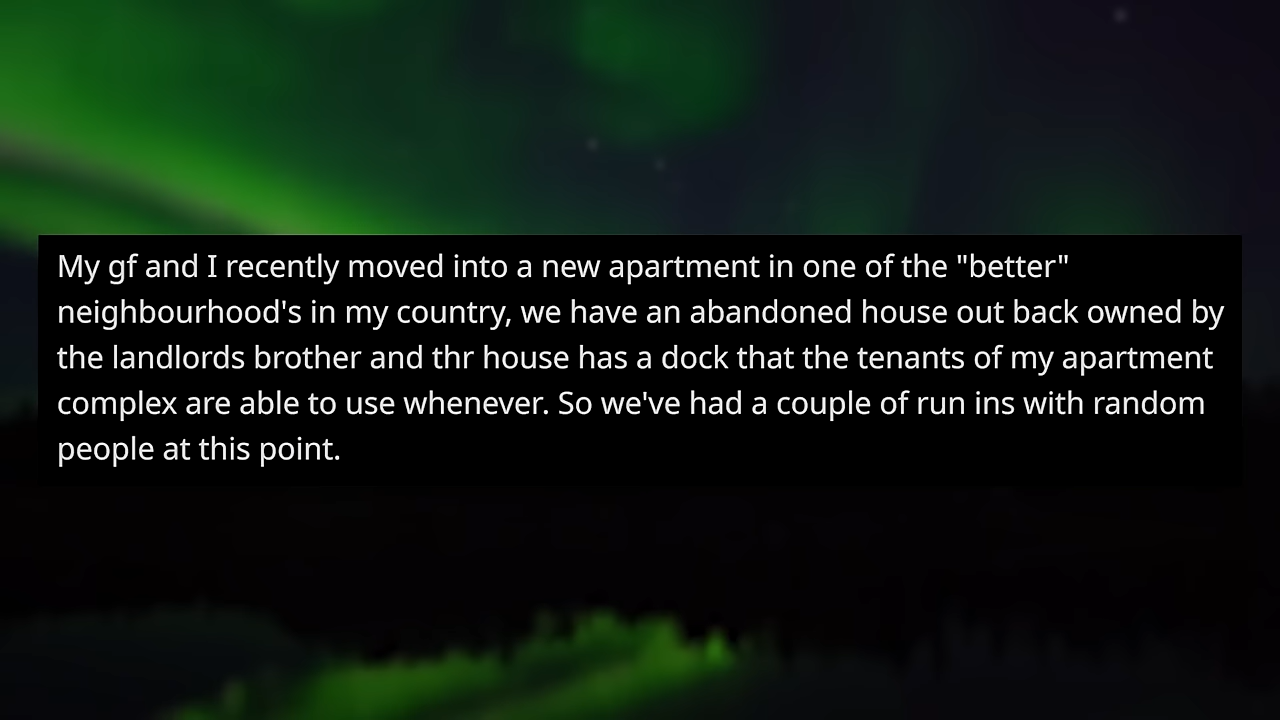 My gf and I recently moved into a new apartment in one of the "better"
neighbourhood's in my country, we have an abandoned house out back owned by
the landlords brother and thr house has a dock that the tenants of my apartment
complex are able to use whenever. So we've had a couple of run ins with random
people at this point.